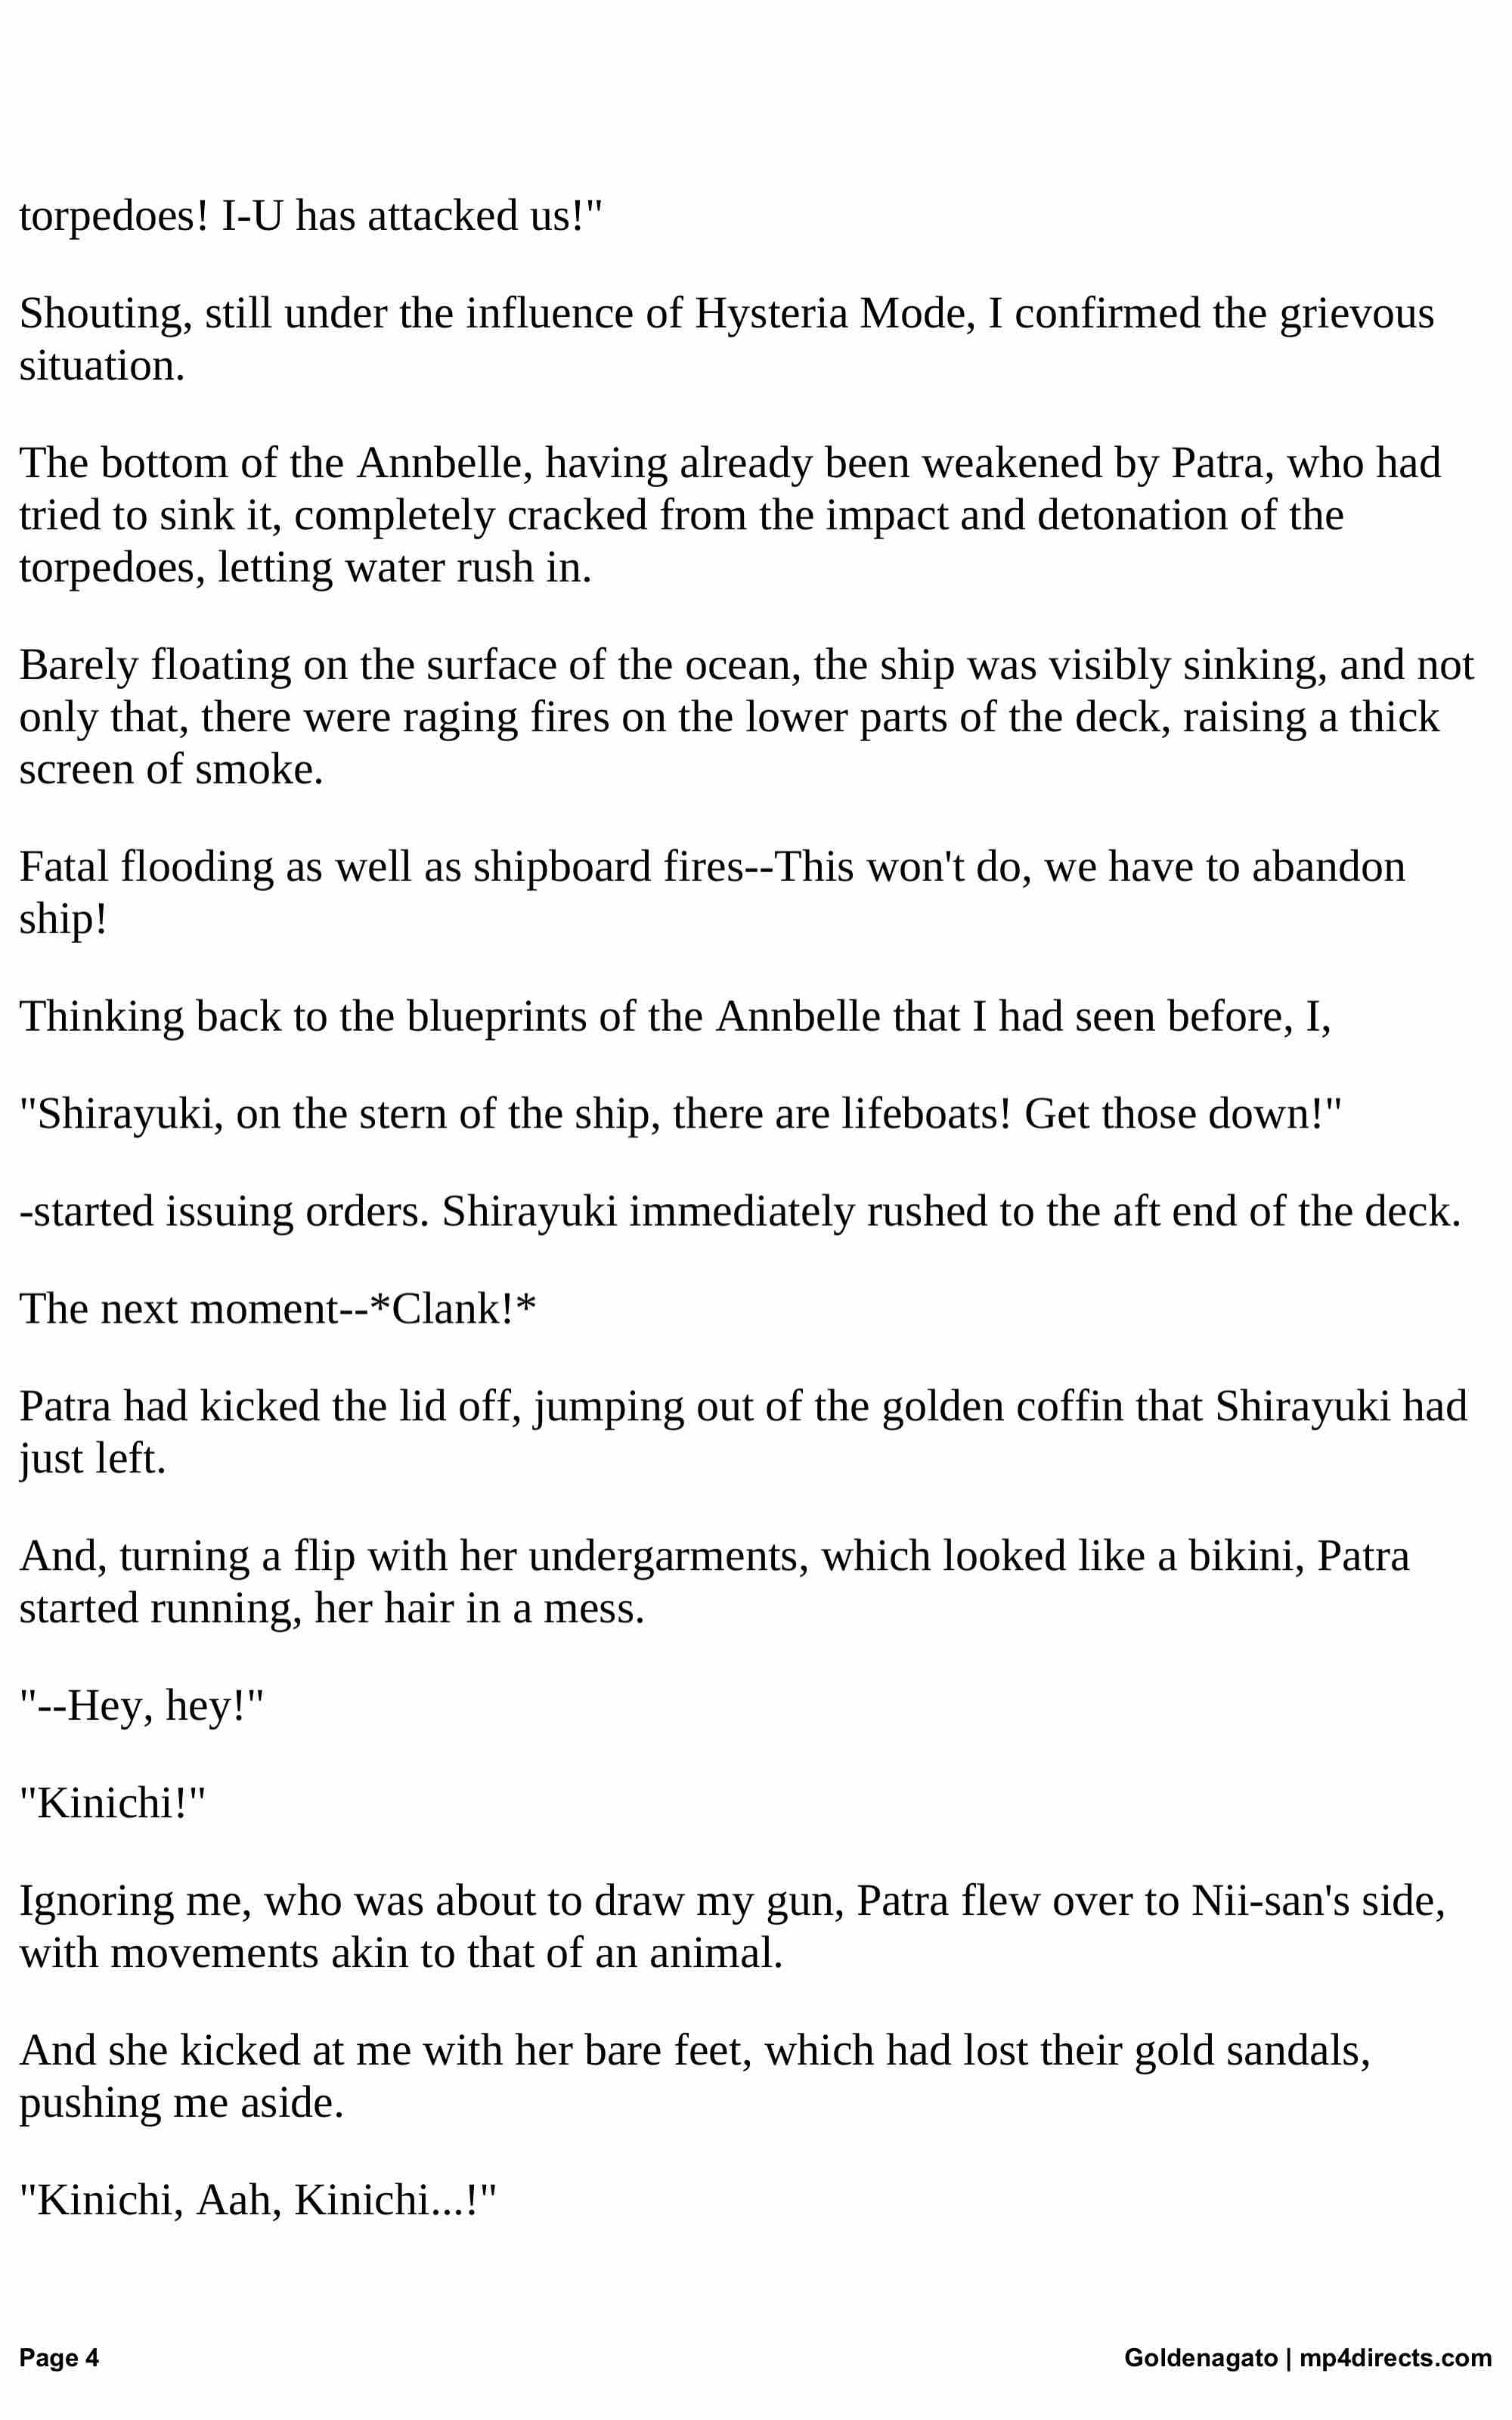 torpedoes! I-U has attacked us!"
Shouting, still under the influence of Hysteria Mode, I confirmed the grievous
situation.
The bottom of the Annbelle, having already been weakened by Patra, who had
tried to sink it, completely cracked from the impact and detonation of the
torpedoes, letting water rush in.
Barely floating on the surface of the ocean, the ship was visibly sinking, and not
only that, there were raging fires on the lower parts of the deck, raising a thick
screen of smoke.
Fatal flooding as well as shipboard fires--This won't do, we have to abandon
ship!
Thinking back to the blueprints of the Annbelle that I had seen before, I,
"Shirayuki, on the stern of the ship, there are lifeboats! Get those down!"
-started issuing orders. Shirayuki immediately rushed to the aft end of the deck.
The next moment--*Clank!*
Patra had kicked the lid off, jumping out of the golden coffin that Shirayuki had
just left.
And, turning a flip with her undergarments, which looked like a bikini, Patra
started running, her hair in a mess.
"--Hey, hey!"
"Kinichi!"
Ignoring me, who was about to draw my gun, Patra flew over to Nii-san's side,
with movements akin to that of an animal.
And she kicked at me with her bare feet, which had lost their gold sandals,
pushing me aside.
"Kinichi, Aah, Kinichi...!"
Page 4 Goldenagato | mp4directs.com